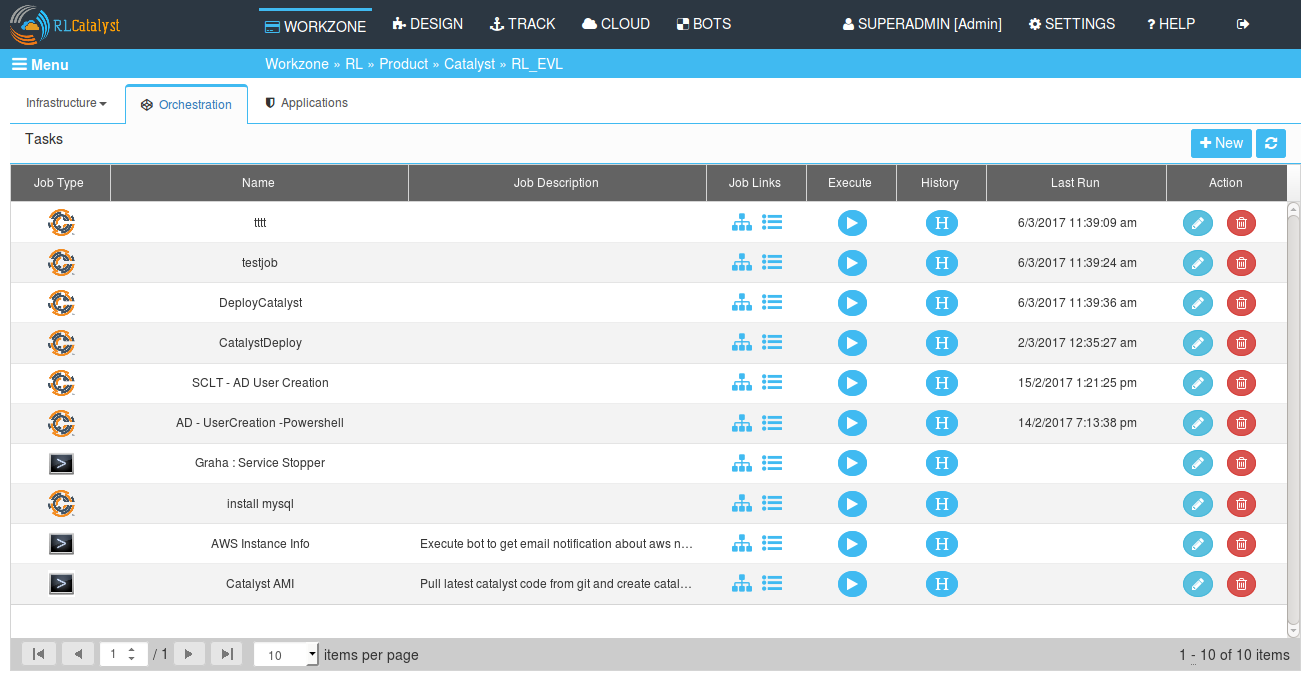 RLCatalyst WORKZONE DESIGN TRACK CLOUD BOTS SUPERADMIN [Admin] SETTINGS ? HELP
Menu Workzone » RL » Product » Catalyst » RL_EVL
Infrastructure Orchestration Applications
Tasks
+ New
Job Type Name Job Description Job Links Execute History Last Run Action
tttt H 6/3/2017 11:39:09 am
testjob H 6/3/2017 11:39:24 am
DeployCatalyst H 6/3/2017 11:39:36 am
CatalystDeploy H 2/3/2017 12:35:27 am
SCLT - AD User Creation H 15/2/2017 1:21:25 pm
AD - UserCreation -Powershell H 14/2/2017 7:13:38 pm
Graha : Service Stopper H
install mysql H
AWS Instance Info Execute bot to get email notification about aws n... H
Catalyst AMI Pull latest catalyst code from git and create catal... H
1 / 1 10 items per page 1 - 10 of 10 items